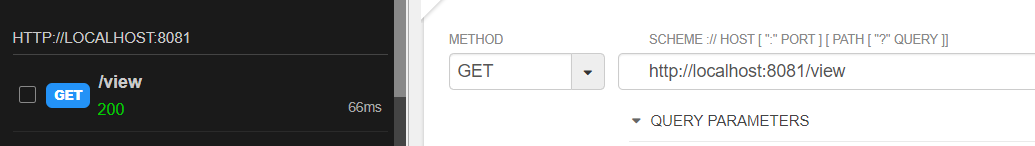 HTTP://LOCALHOST:8081
GET /view
200
66ms
METHOD
SCHEME :// HOST [ ":" PORT ] [ PATH [ "?" QUERY ]]
GET
http://localhost:8081/view
QUERY PARAMETERS